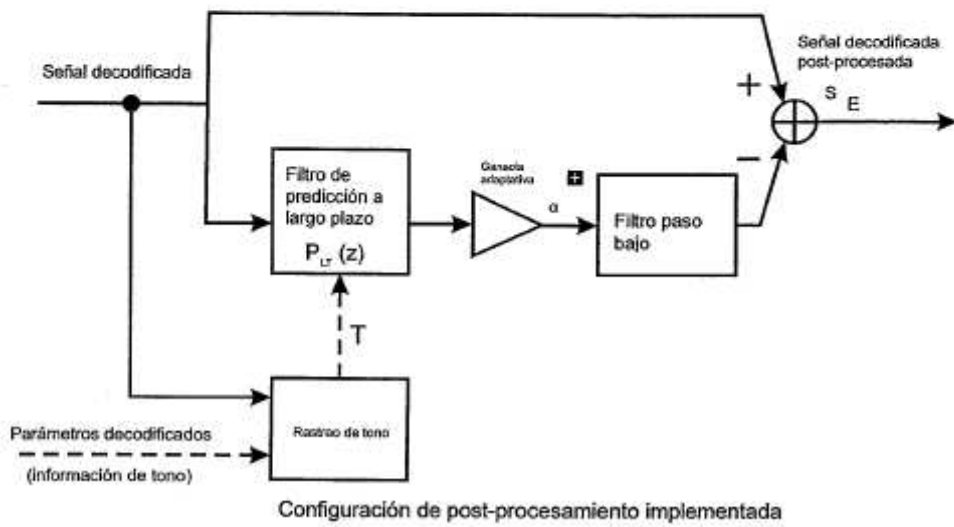 Señal decodificada
Señal decodificada
post-procesada
S
E
+
−
Filtro de
predicción a
largo plazo
P LT (z)
Ganacia
adaptativa
α
+
Filtro paso
bajo
T
Rastreo de tono
Parámetros decodificados
(información de tono)
Configuración de post-procesamiento implementada